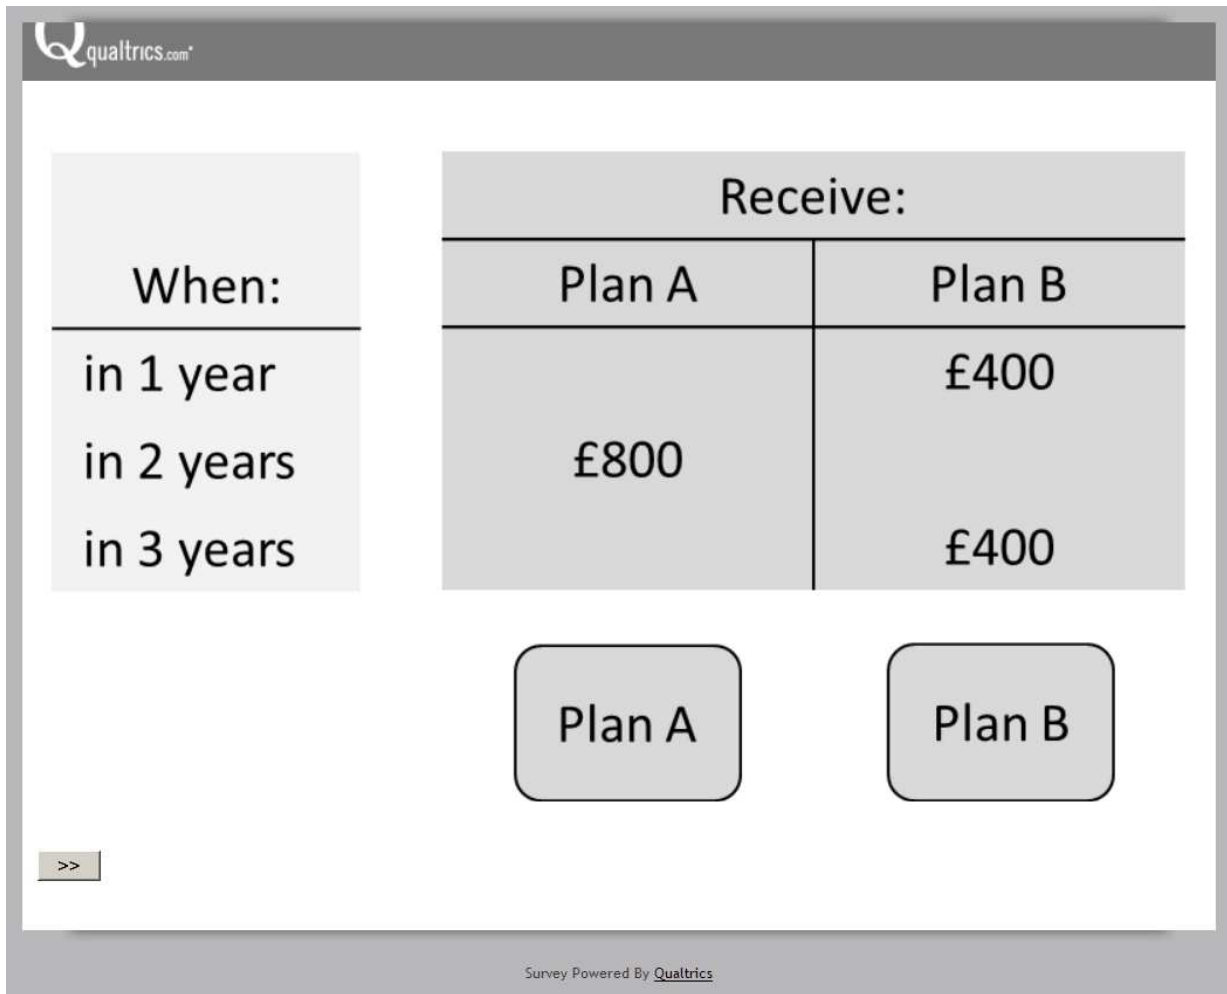 Qualtrics.com
Receive:
When: Plan A Plan B
in 1 year £400
in 2 years £800
in 3 years £400
Plan A Plan B
>>
Survey Powered By Qualtrics